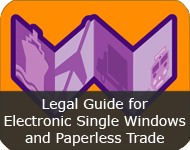 Legal Guide for
Electronic Single Windows
and Paperless Trade